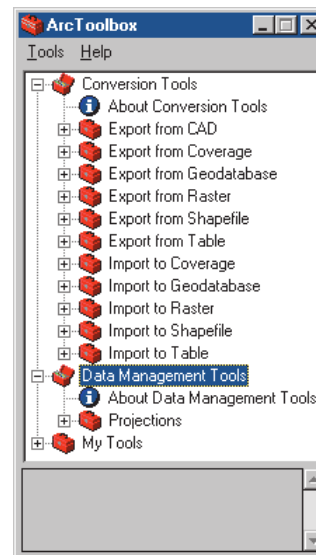 ArcToolbox
Tools Help
Conversion Tools
About Conversion Tools
Export from CAD
Export from Coverage
Export from Geodatabase
Export from Raster
Export from Shapefile
Export from Table
Import to Coverage
Import to Geodatabase
Import to Raster
Import to Shapefile
Import to Table
Data Management Tools
About Data Management Tools
Projections
My Tools